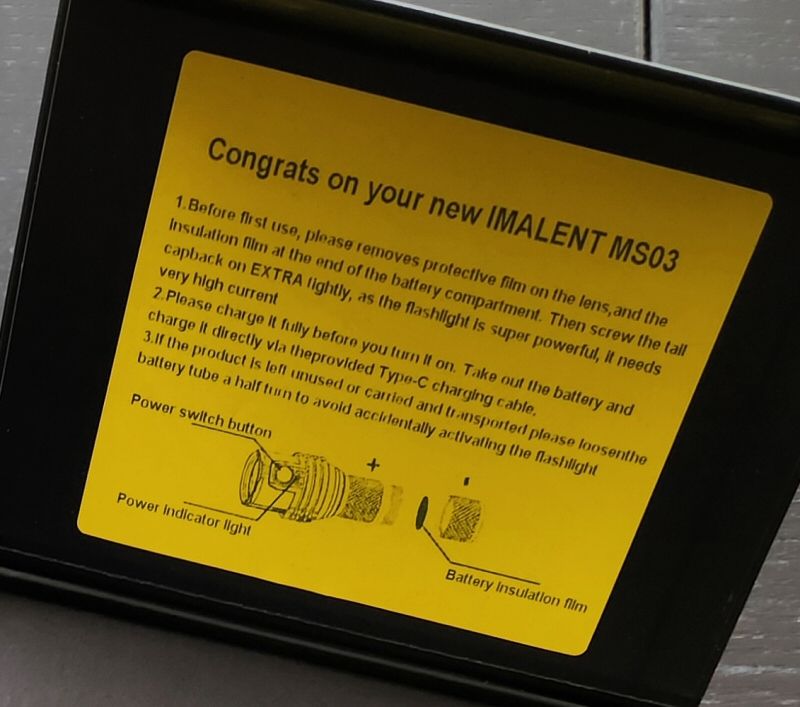 Congrats on your new IMALENT MS03
1.Before first use, please removes protective film on the lens,and the
insulation film at the end of the battery compartment. Then screw the tail
capback on EXTRA tightly, as the flashlight is super powerful, it needs
very high current
2.Please charge it fully before you turn it on. Take out the battery and
charge it directly via theprovided Type-C charging cable.
3.If the product is left unused or carried and transported please loosenthe
battery tube a half turn to avoid accidentally activating the flashlight
Power switch button
+
-
Power indicator light
Battery insulation film